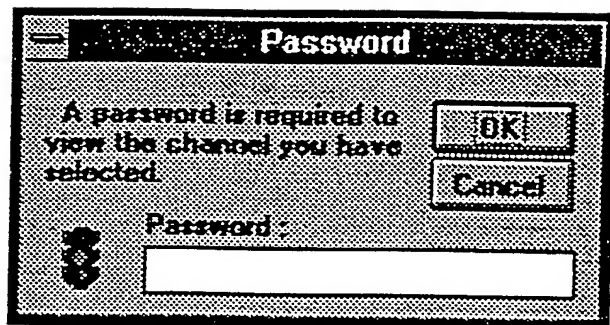 Password
A password is required to
view the channel you have
selected.
OK
Cancel
Password :